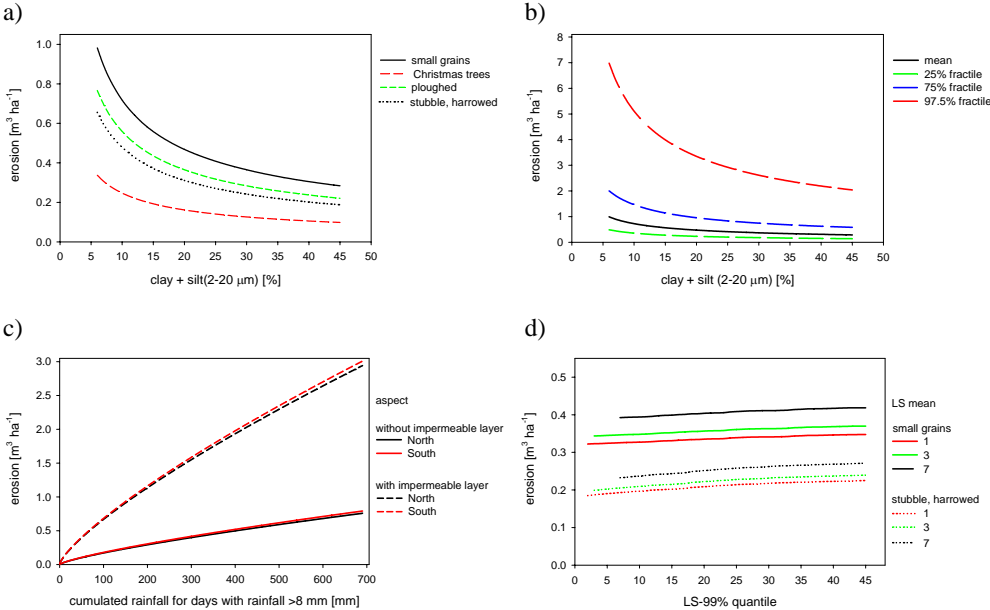 a)
1.0
0.8
0.6
0.4
0.2
0.0
erosion [m³ ha⁻¹]
0 5 10 15 20 25 30 35 40 45 50
clay + silt(2-20 μm) [%]
small grains
Christmas trees
ploughed
stubble, harrowed
b)
8
7
6
5
4
3
2
1
0
erosion [m³ ha⁻¹]
0 5 10 15 20 25 30 35 40 45 50
clay + silt (2-20 μm) [%]
mean
25% fractile
75% fractile
97.5% fractile
c)
3.0
2.5
2.0
1.5
1.0
0.5
0.0
erosion [m³ ha⁻¹]
0 100 200 300 400 500 600 700
cumulated rainfall for days with rainfall >8 mm [mm]
aspect
without impermeable layer
North
South
with impermeable layer
North
South
d)
0.5
0.4
0.3
0.2
0.1
0.0
erosion [m³ ha⁻¹]
0 5 10 15 20 25 30 35 40 45
LS-99% quantile
LS mean
small grains
1
3
7
stubble, harrowed
1
3
7